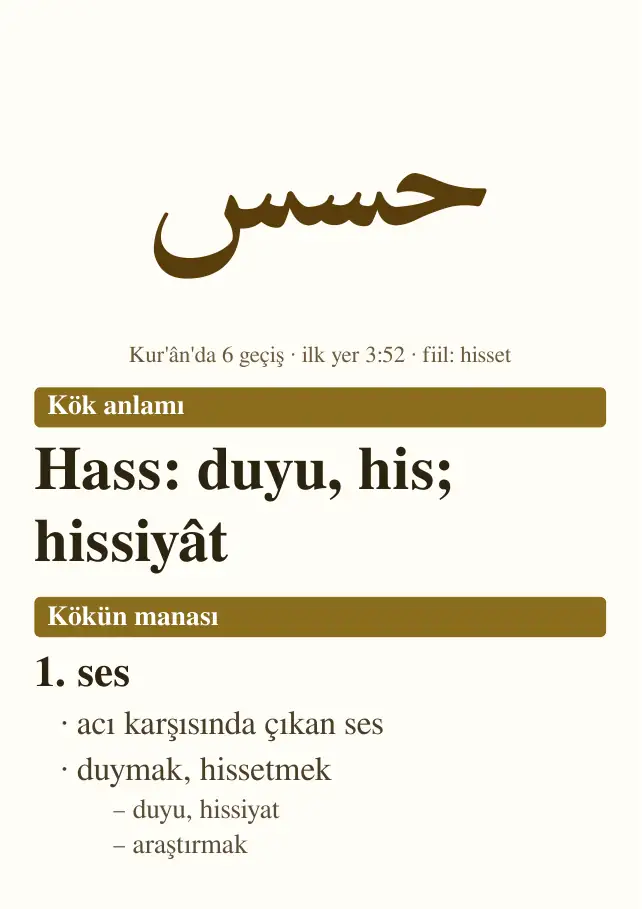 حسس
Kur'ân'da 6 geçiş · ilk yer 3:52 · fiil: hisset
Kök anlamı
Hass: duyu, his;
hissiyât
Kökün manası
1. ses
· acı karşısında çıkan ses
· duymak, hissetmek
– duyu, hissiyat
– araştırmak